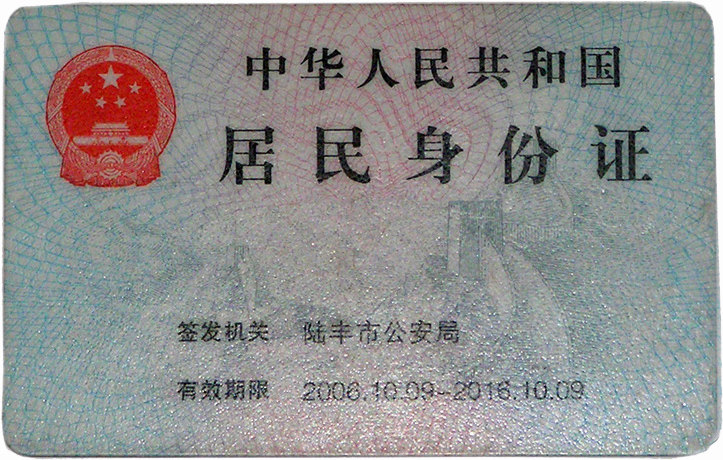 中华人民共和国
居民身份证
签发机关 陆丰市公安局
有效期限 2006.10.09-2016.10.09